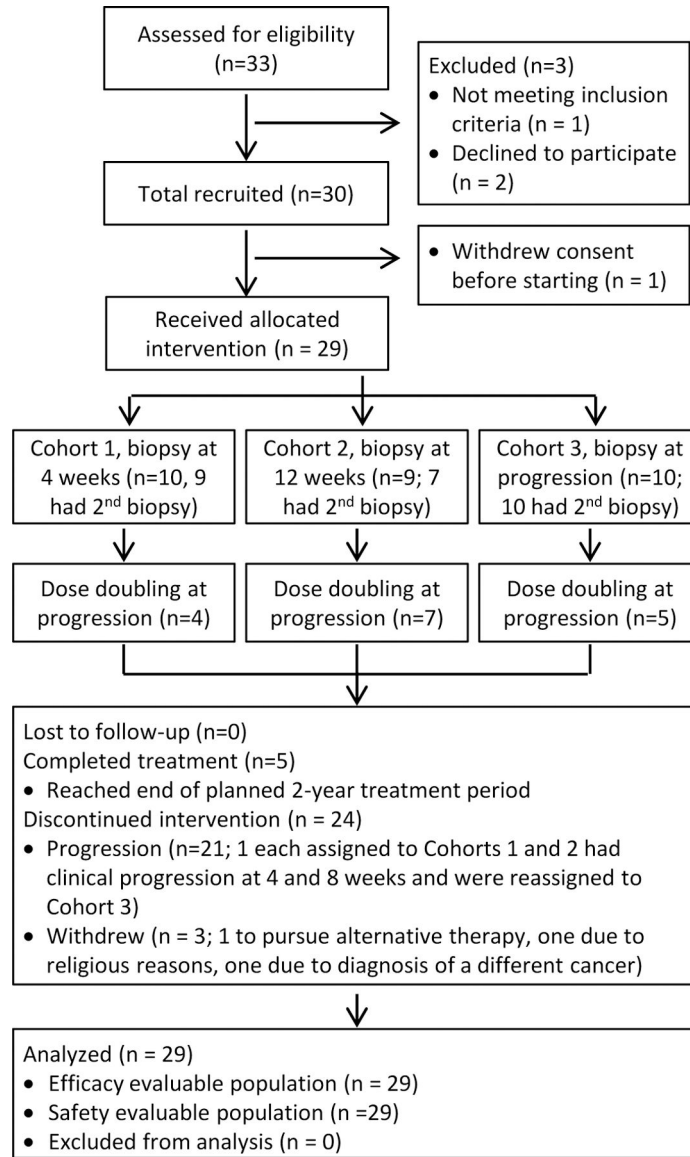 Assessed for eligibility
(n=33)
Excluded (n=3)
• Not meeting inclusion
criteria (n = 1)
• Declined to participate
(n = 2)
Total recruited (n=30)
• Withdrew consent
before starting (n = 1)
Received allocated
intervention (n = 29)
Cohort 1, biopsy at
4 weeks (n=10, 9
had 2nd biopsy)
Cohort 2, biopsy at
12 weeks (n=9; 7
had 2nd biopsy)
Cohort 3, biopsy at
progression (n=10;
10 had 2nd biopsy)
Dose doubling at
progression (n=4)
Dose doubling at
progression (n=7)
Dose doubling at
progression (n=5)
Lost to follow-up (n=0)
Completed treatment (n=5)
• Reached end of planned 2-year treatment period
Discontinued intervention (n = 24)
• Progression (n=21; 1 each assigned to Cohorts 1 and 2 had
clinical progression at 4 and 8 weeks and were reassigned to
Cohort 3)
• Withdrew (n = 3; 1 to pursue alternative therapy, one due to
religious reasons, one due to diagnosis of a different cancer)
Analyzed (n = 29)
• Efficacy evaluable population (n = 29)
• Safety evaluable population (n =29)
• Excluded from analysis (n = 0)